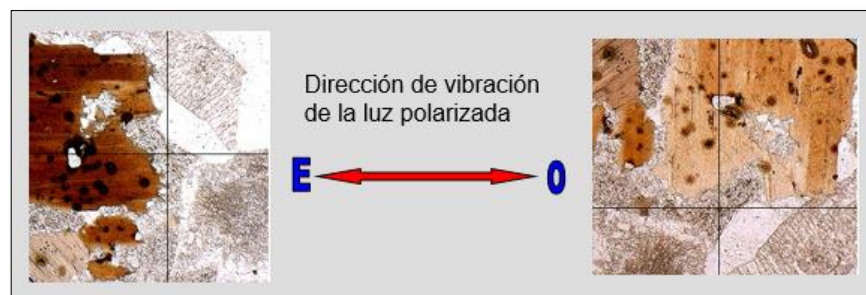 Dirección de vibración
de la luz polarizada
E O